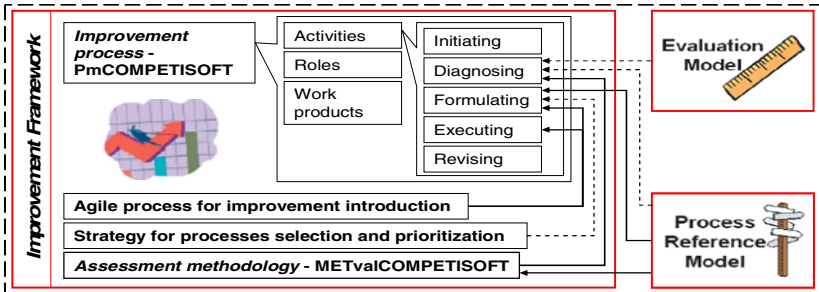 Improvement Framework
Improvement
process -
PmCOMPETISOFT
Activities
Roles
Work
products
Initiating
Diagnosing
Formulating
Executing
Revising
Agile process for improvement introduction
Strategy for processes selection and prioritization
Assessment methodology - METvalCOMPETISOFT
Evaluation
Model
Process
Reference
Model